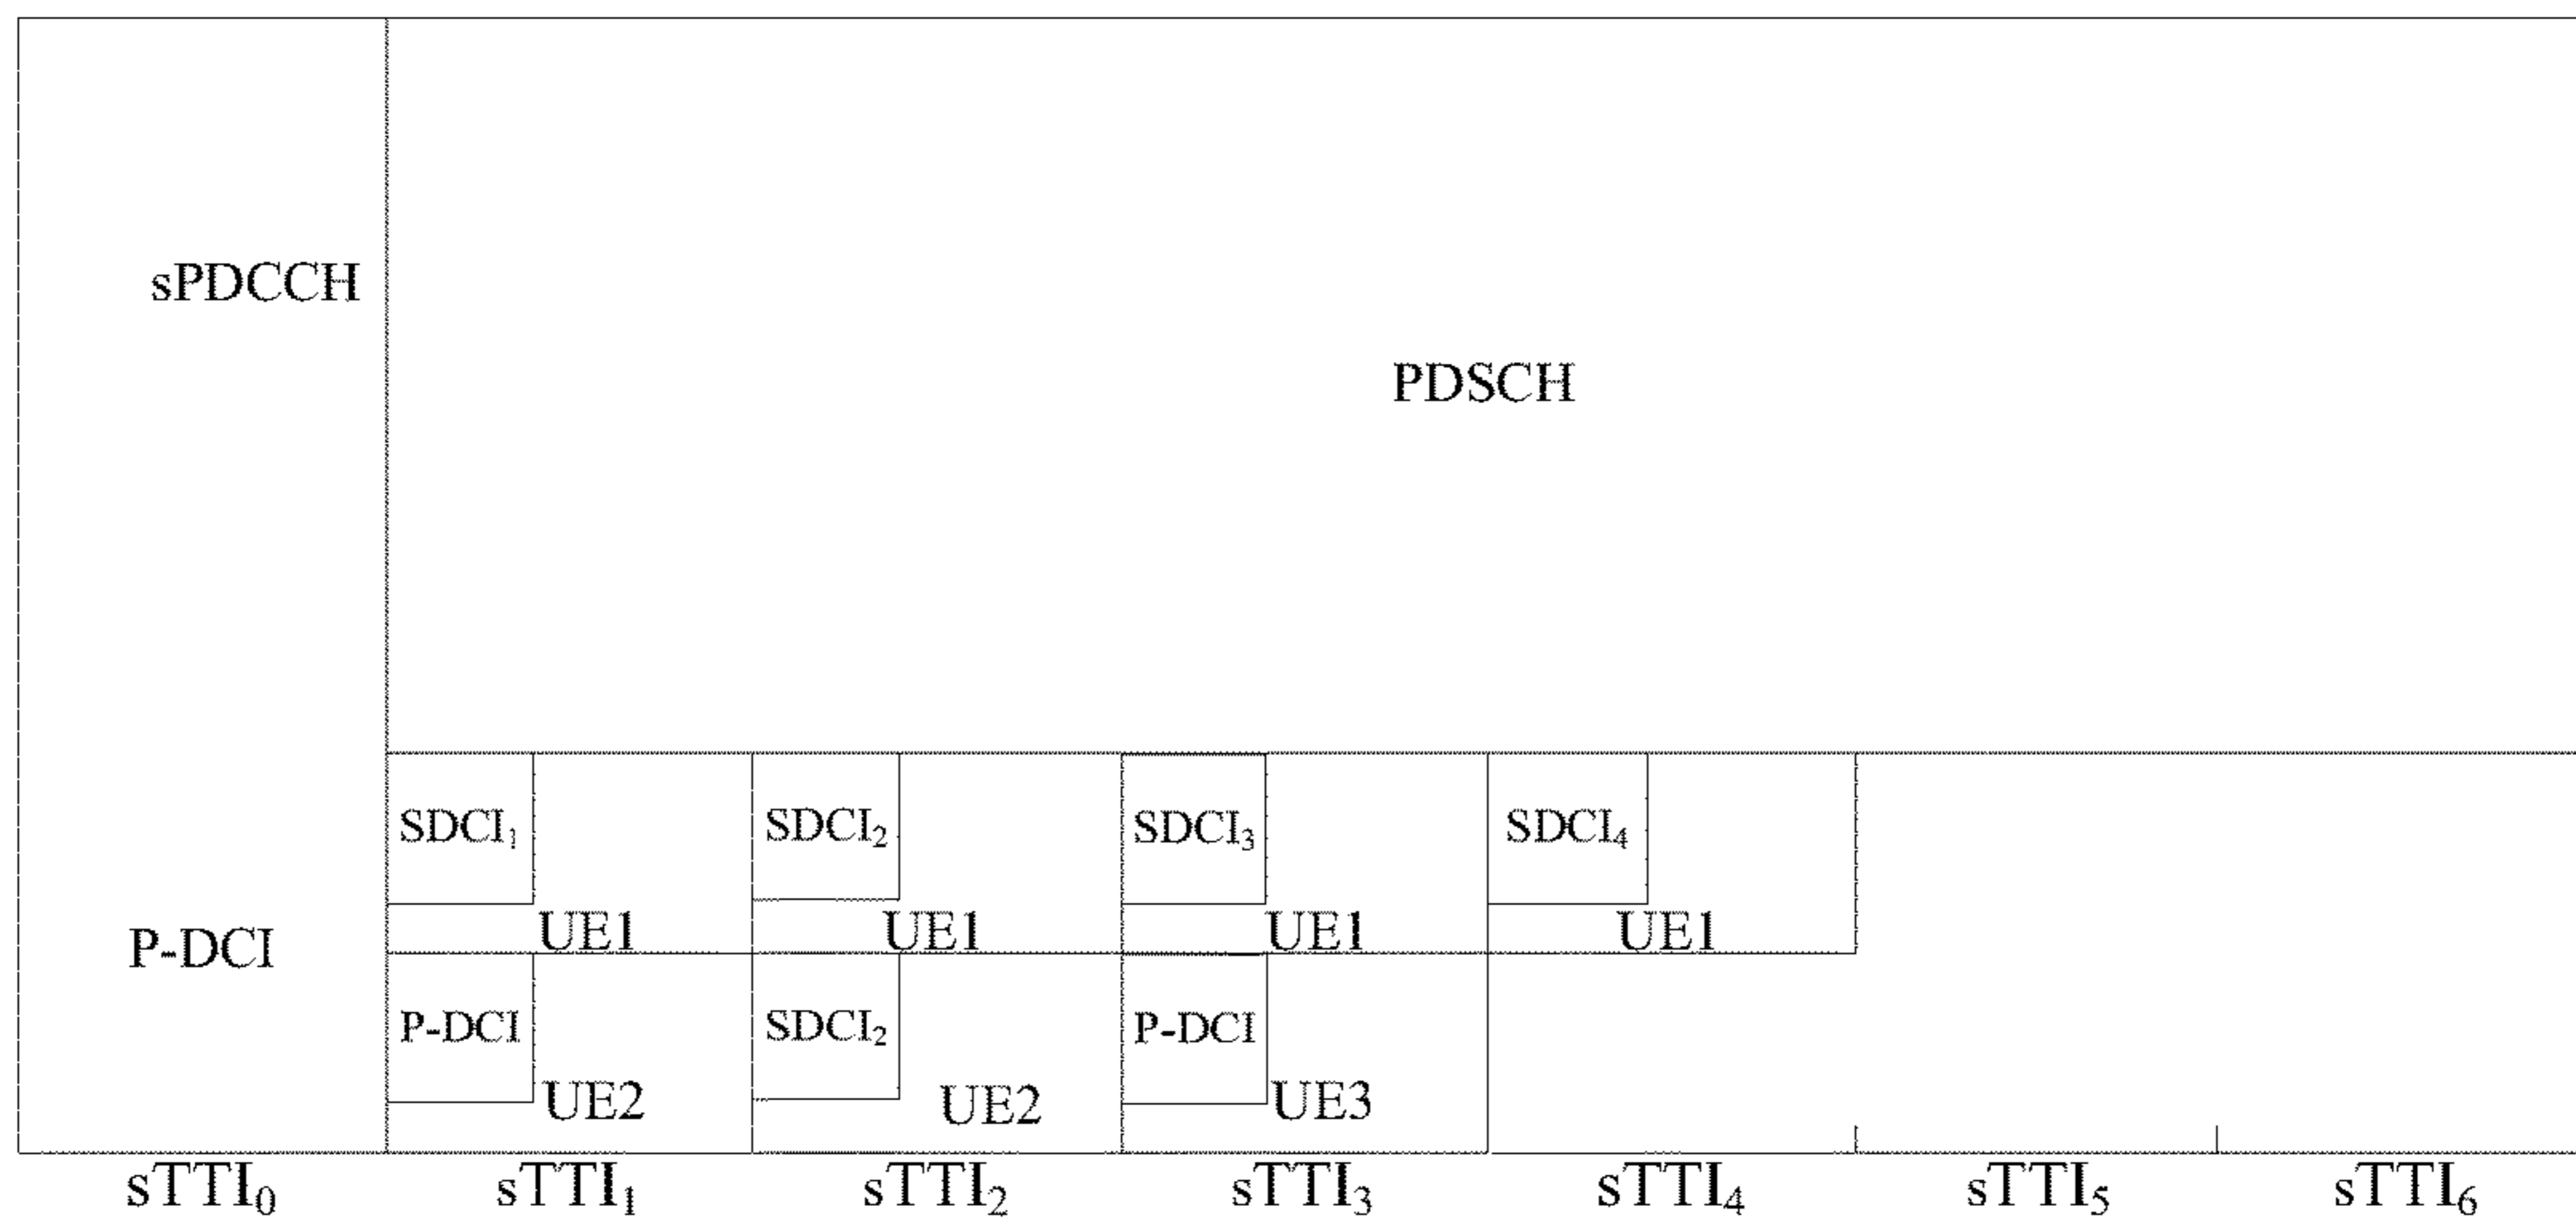 sPDCCH
PDSCH
SDCI₁
SDCI₂
SDCI₃
SDCI₄
UE1
UE1
UE1
UE1
P-DCI
P-DCI
SDCI₂
P-DCI
UE2
UE2
UE3
sTTI₀
sTTI₁
sTTI₂
sTTI₃
sTTI₄
sTTI₅
sTTI₆